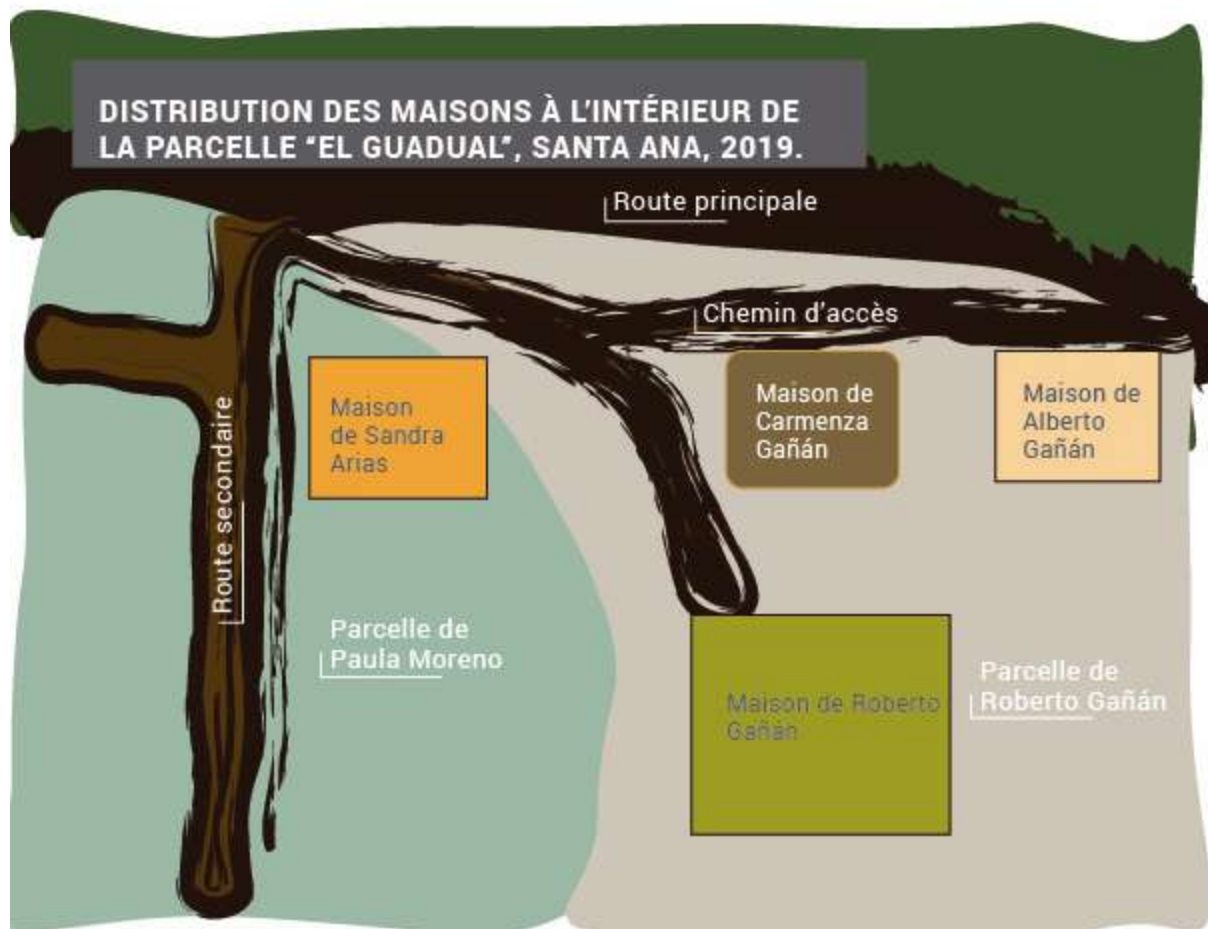 DISTRIBUTION DES MAISONS À L'INTÉRIEUR DE
LA PARCELLE "EL GUADUAL", SANTA ANA, 2019.
Route principale
Chemin d'accès
Maison
de Sandra
Arias
Maison de
Carmenza
Gañán
Maison de
Alberto
Gañán
Route secondaire
Parcelle de
Paula Moreno
Maison de Roberto
Gañán
Parcelle de
Roberto Gañán